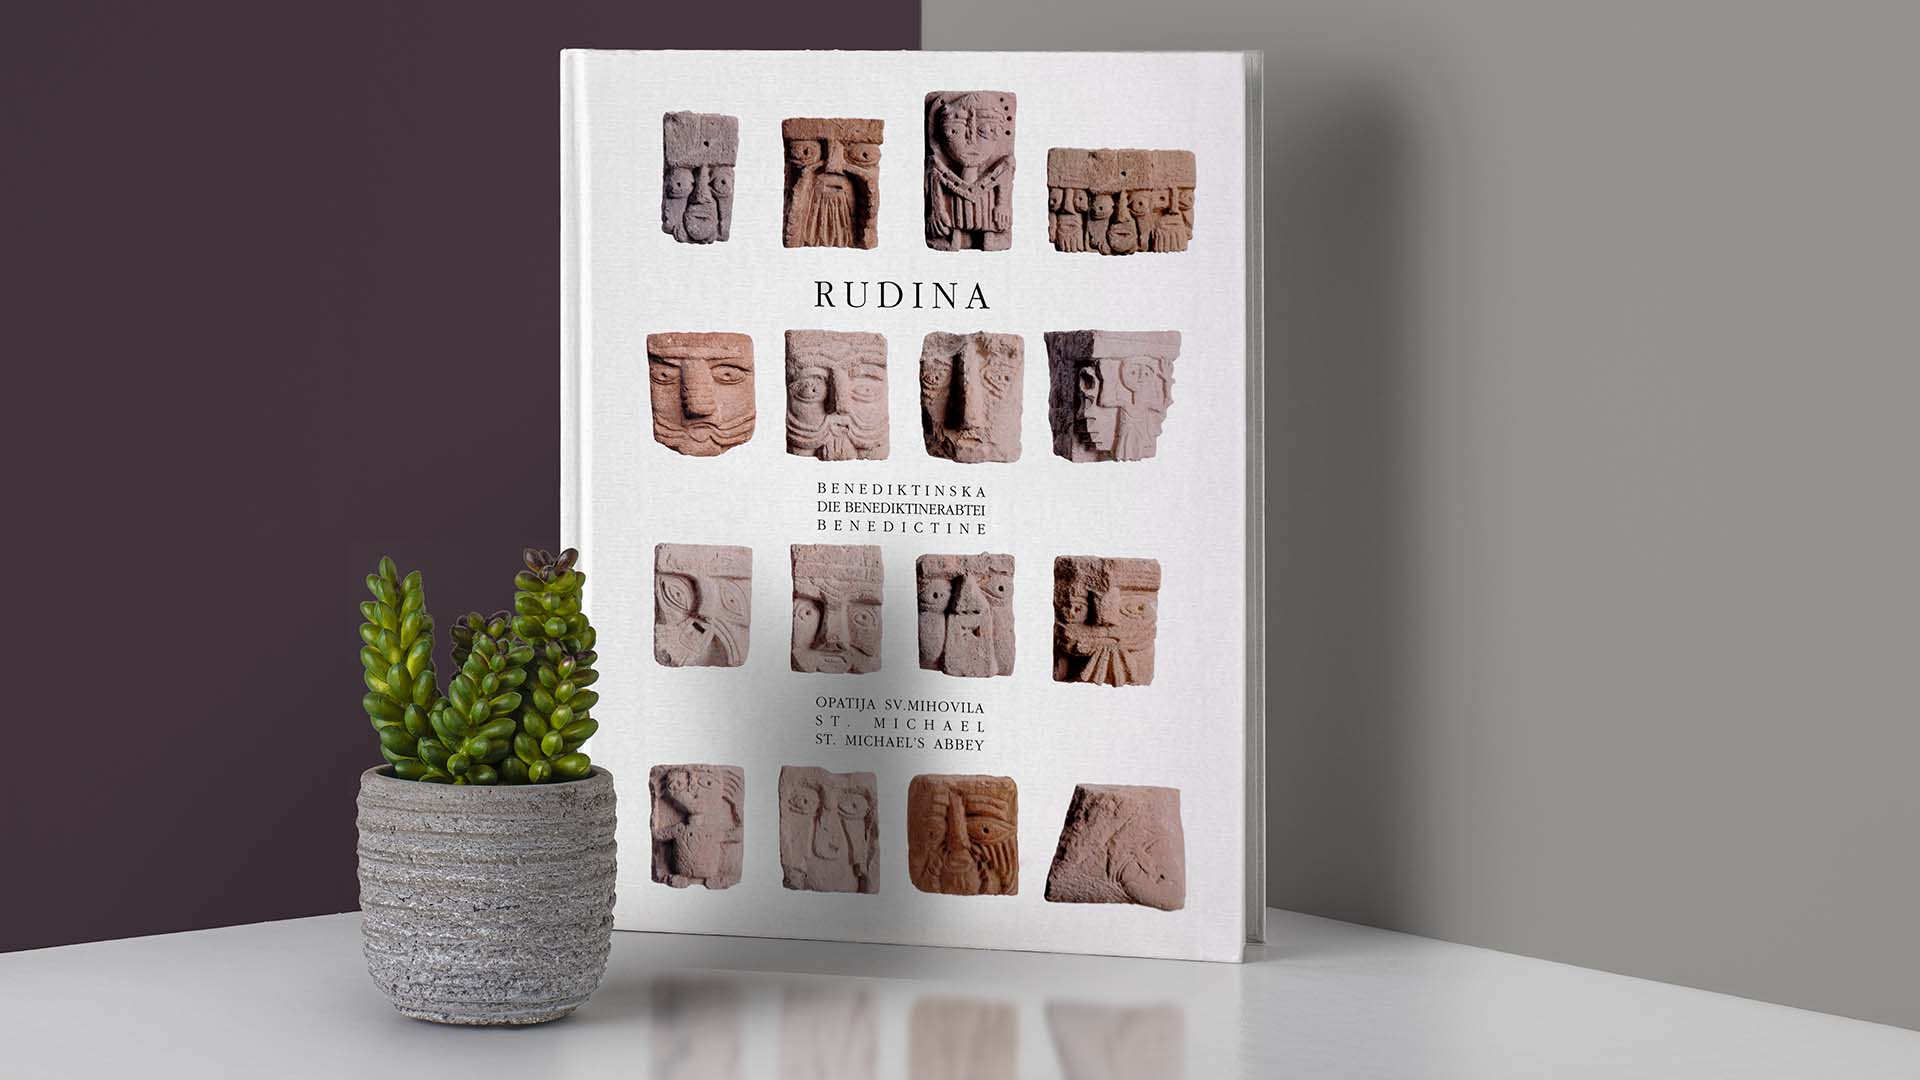 RUDINA
BENEDIKTINSKA
DIE BENEDIKTINERABTEI
BENEDICTINE
OPATIJA SV.MIHOVILA
ST. MICHAEL
ST. MICHAEL'S ABBEY